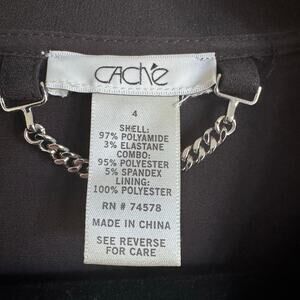 CACHé
4
SHELL:
97% POLYAMIDE
3% ELASTANE
COMBO:
95% POLYESTER
5% SPANDEX
LINING:
100% POLYESTER
RN # 74578
MADE IN CHINA
SEE REVERSE
FOR CARE